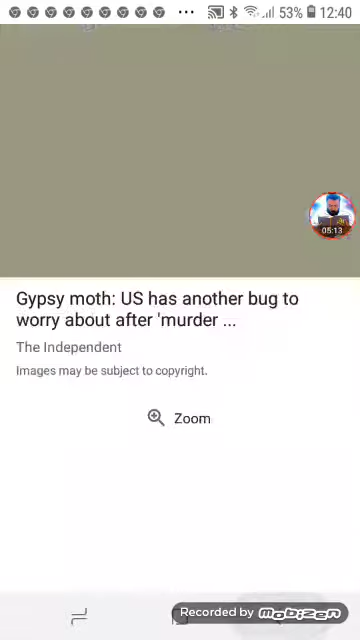 53% 12:40
05:13
Gypsy moth: US has another bug to
worry about after 'murder ...
The Independent
Images may be subject to copyright.
Zoom
Recorded by mobizen